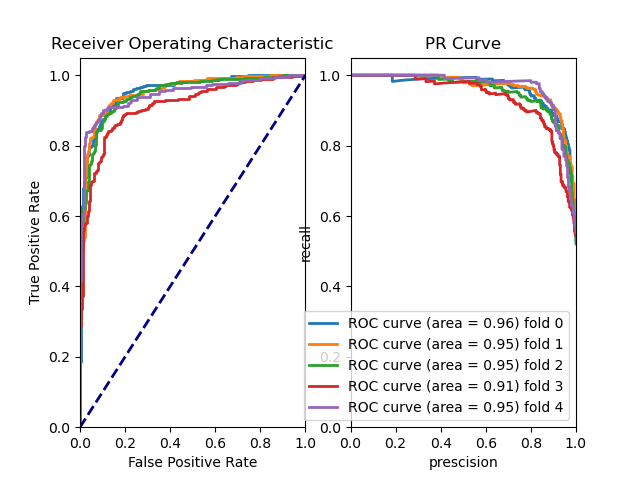 Receiver Operating Characteristic
1.0
0.8
0.6
0.4
0.2
0.0
True Positive Rate
0.0 0.2 0.4 0.6 0.8 1.0
False Positive Rate
PR Curve
1.0
0.8
0.6
0.4
0.2
0.0
recall
0.0 0.2 0.4 0.6 0.8 1.0
prescision
ROC curve (area = 0.96) fold 0
ROC curve (area = 0.95) fold 1
ROC curve (area = 0.95) fold 2
ROC curve (area = 0.91) fold 3
ROC curve (area = 0.95) fold 4